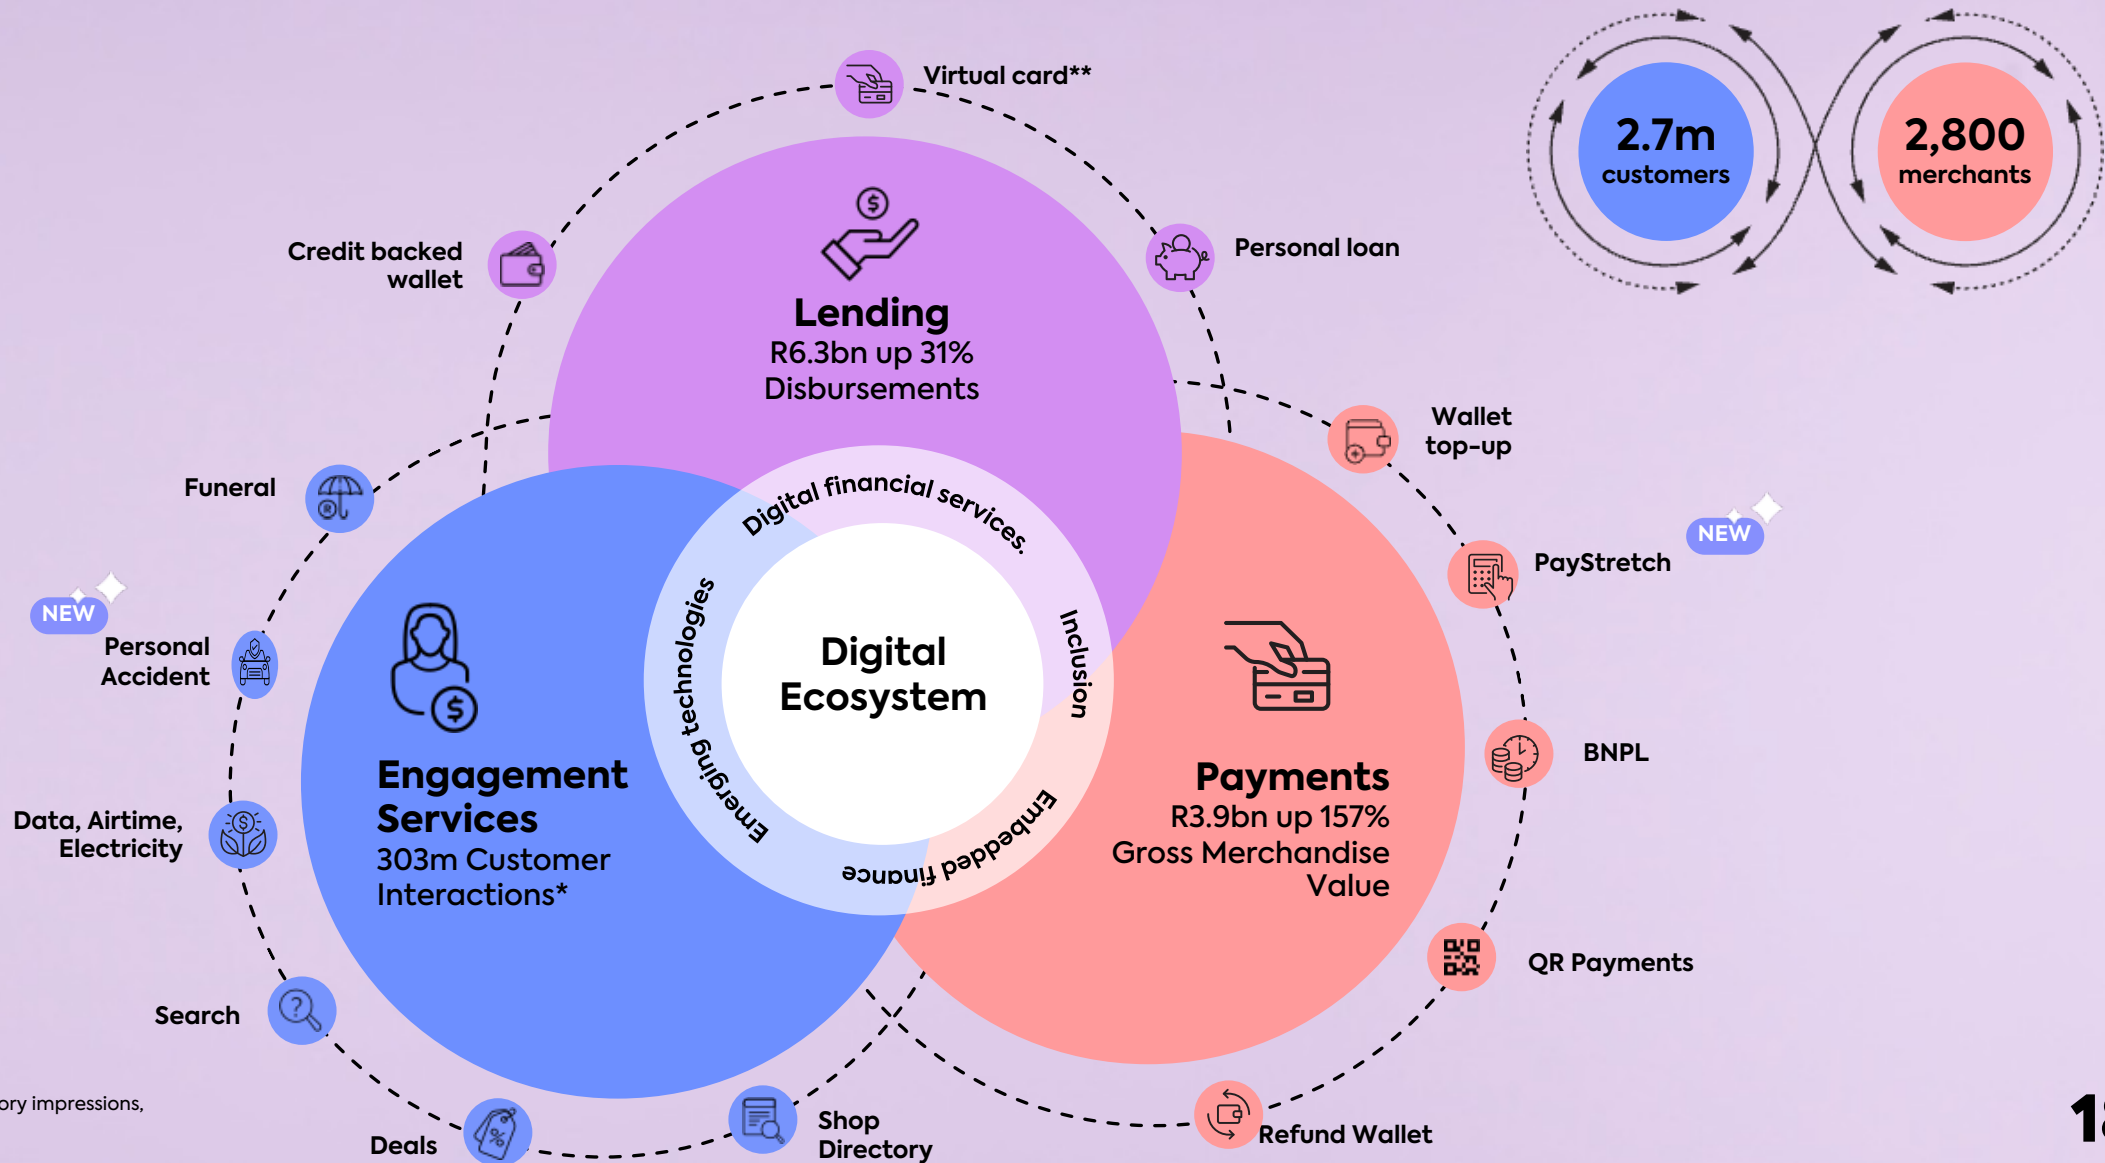 Virtual card**
2.7m
customers
2,800
merchants
Credit backed
wallet
Personal loan
Lending
R6.3bn up 31%
Disbursements
Wallet
top-up
Funeral
Digital financial services.
NEW
PayStretch
NEW
Personal
Accident
Emerging technologies
Inclusion
Digital
Ecosystem
BNPL
Engagement
Services
303m Customer
Interactions*
Payments
R3.9bn up 157%
Gross Merchandise
Value
Data, Airtime,
Electricity
Embedded finance
QR Payments
Search
Deals
Shop
Directory
Refund Wallet
impressions,